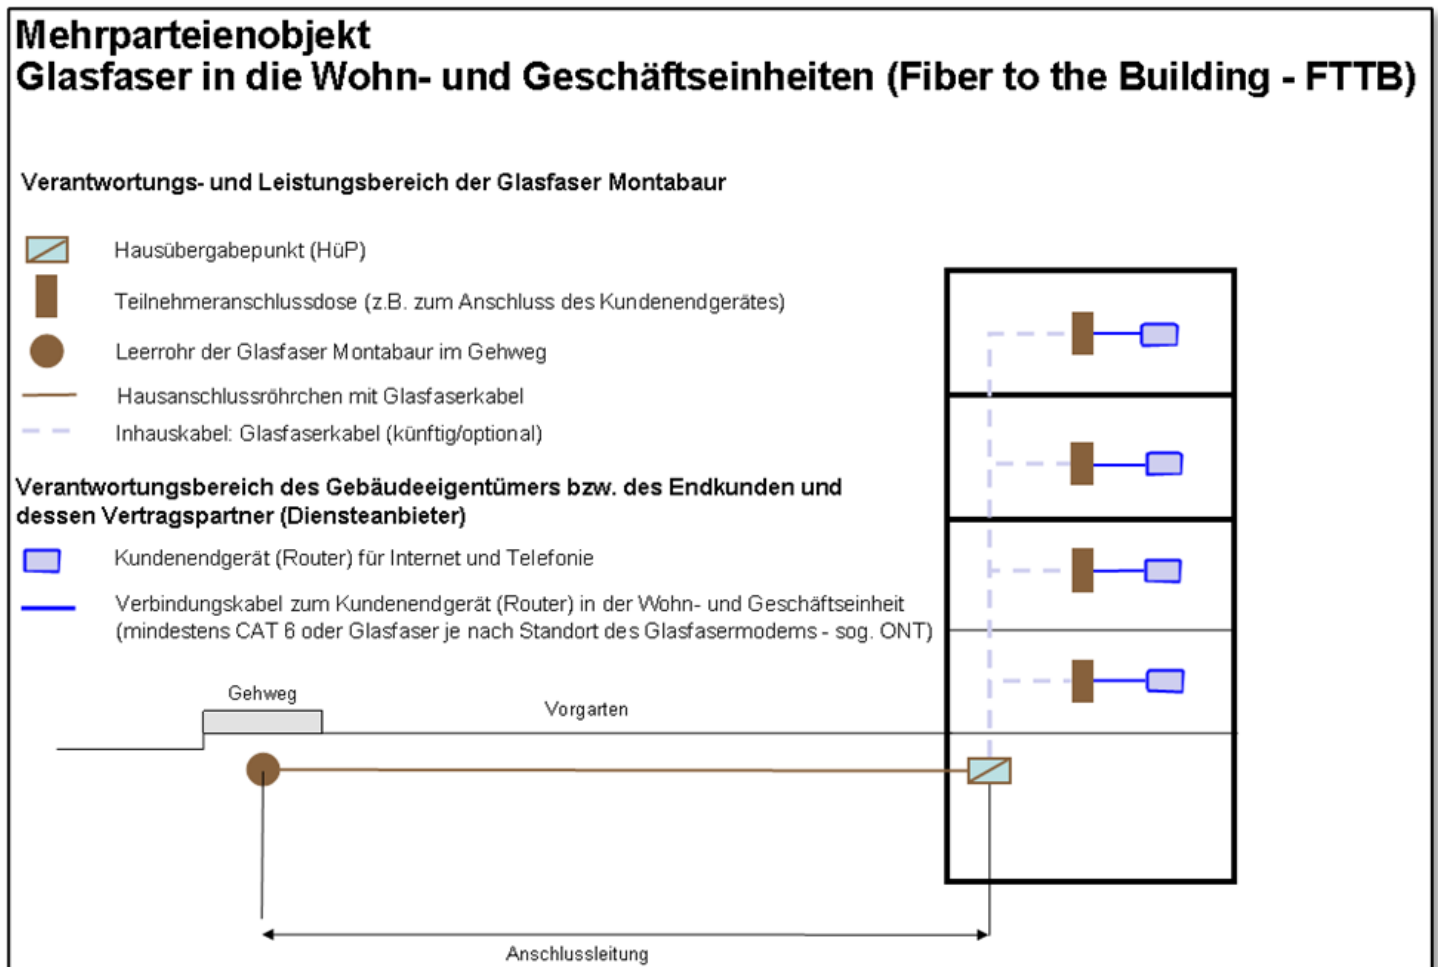 Mehrparteienobjekt
Glasfaser in die Wohn- und Geschäftseinheiten (Fiber to the Building - FTTB)
Verantwortungs- und Leistungsbereich der Glasfaser Montabaur
Hausübergabepunkt (HüP)
Teilnehmeranschlussdose (z.B. zum Anschluss des Kundenendgerätes)
Leerrohr der Glasfaser Montabaur im Gehweg
Hausanschlussröhrchen mit Glasfaserkabel
Inhauskabel: Glasfaserkabel (künftig/optional)
Verantwortungsbereich des Gebäudeeigentümers bzw. des Endkunden und
dessen Vertragspartner (Diensteanbieter)
Kundenendgerät (Router) für Internet und Telefonie
Verbindungskabel zum Kundenendgerät (Router) in der Wohn- und Geschäftseinheit
(mindestens CAT 6 oder Glasfaser je nach Standort des Glasfasermodems - sog. ONT)
Gehweg
Vorgarten
Anschlussleitung